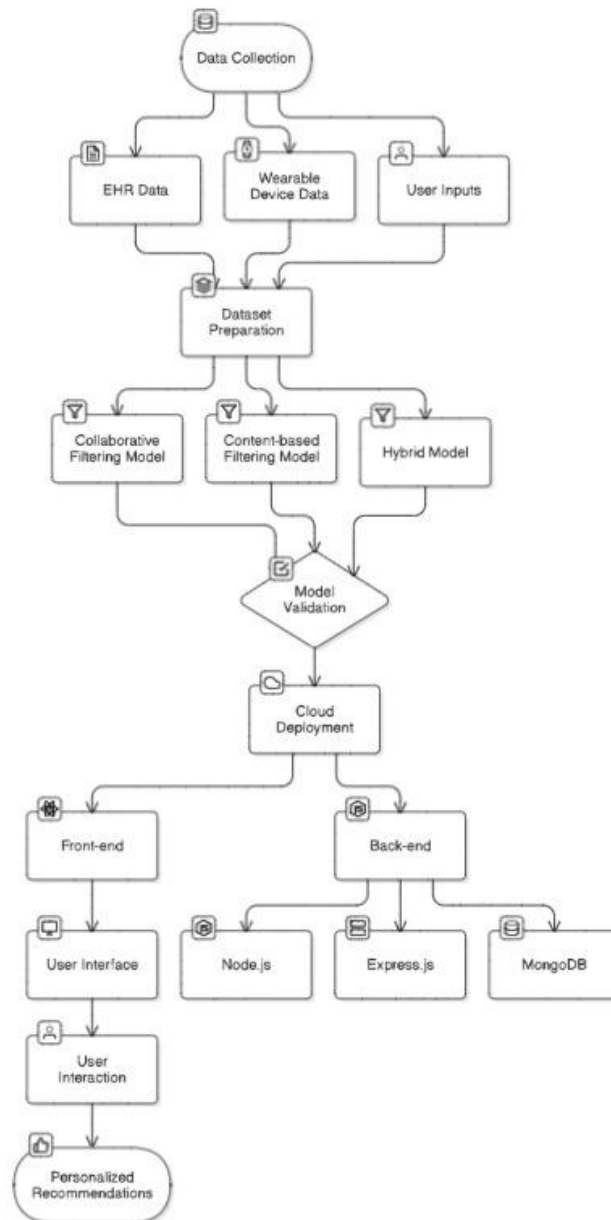 Data Collection
EHR Data
Wearable
Device Data
User Inputs
Dataset
Preparation
Collaborative
Filtering Model
Content-based
Filtering Model
Hybrid Model
Model
Validation
Cloud
Deployment
Front-end
Back-end
User Interface
Node.js
Express.js
MongoDB
User
Interaction
Personalized
Recommendations